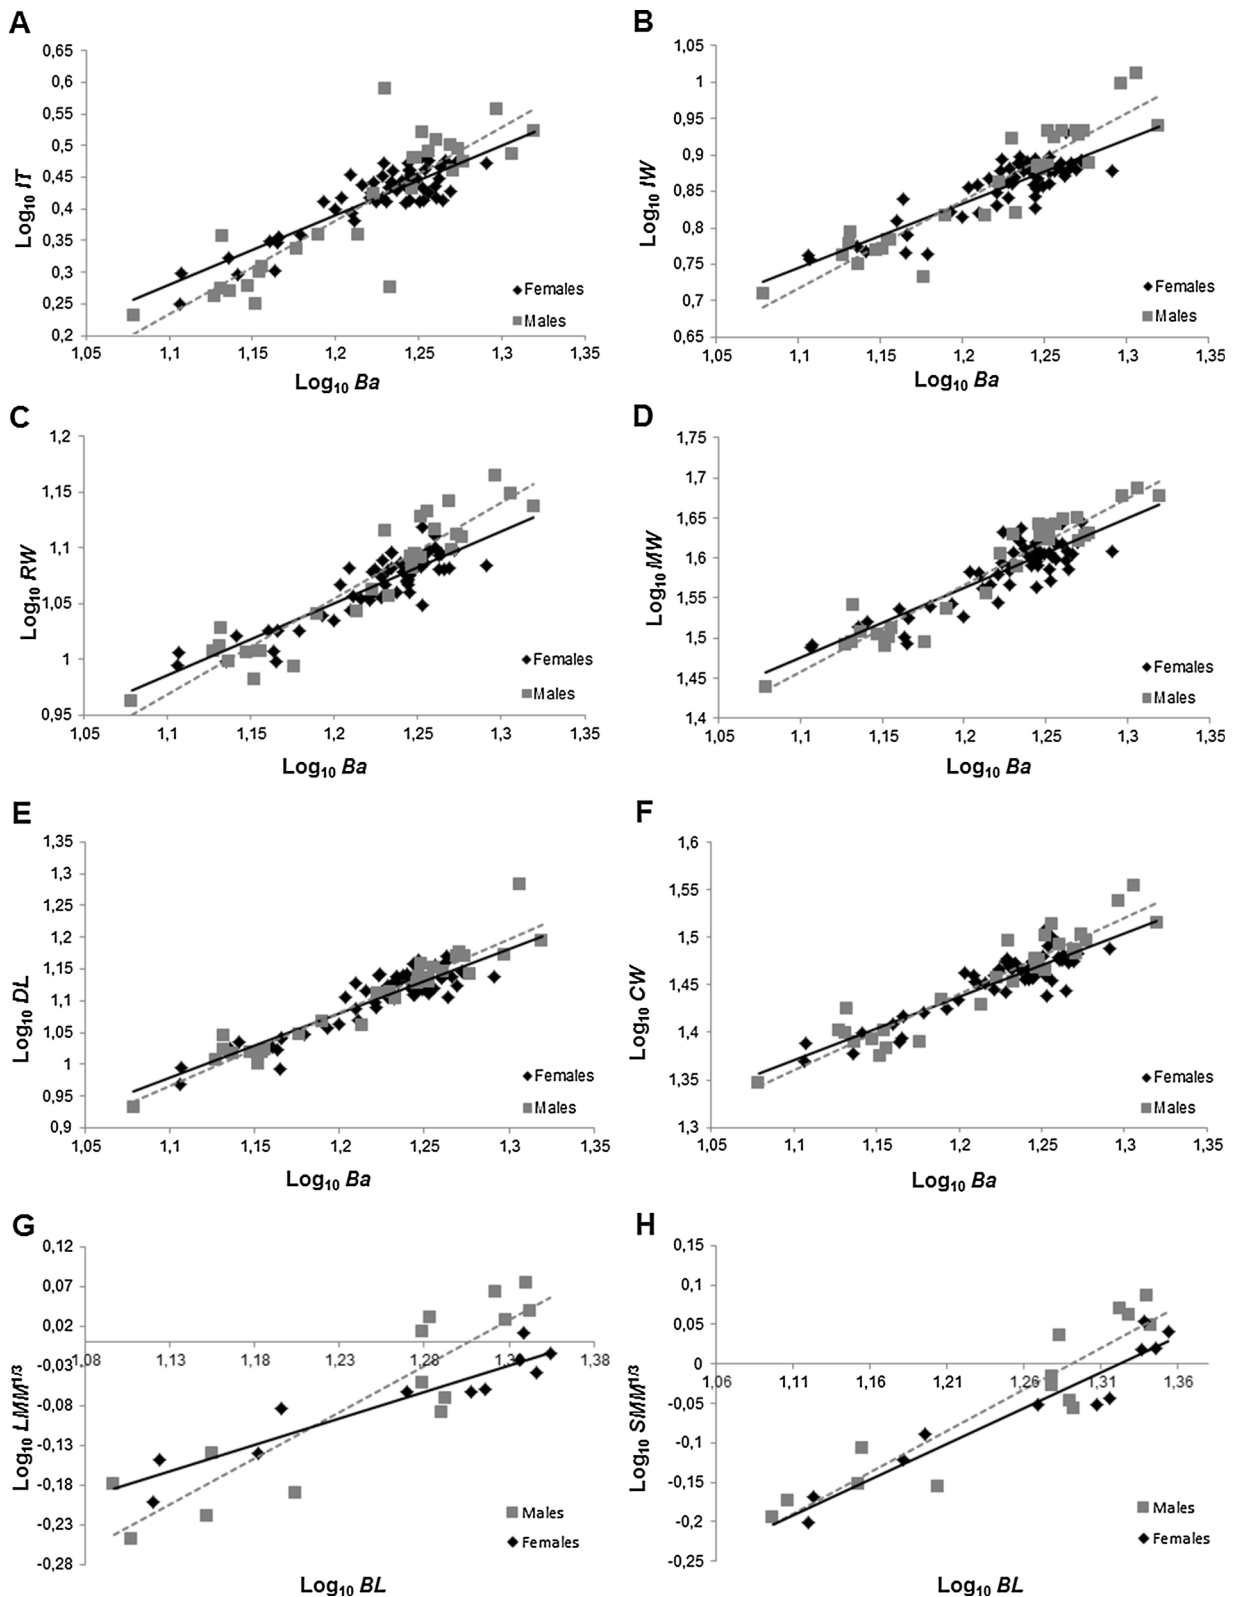 A
0,65
0,6
0,55
0,5
0,45
0,4
0,35
0,3
0,25
0,2
Log10 IT
1,05 1,1 1,15 1,2 1,25 1,3 1,35
Log10 Ba
Females
Males
B
1,05
1
0,95
0,9
0,85
0,8
0,75
0,7
0,65
Log10 IW
1,05 1,1 1,15 1,2 1,25 1,3 1,35
Log10 Ba
Females
Males
C
1,2
1,15
1,1
1,05
1
0,95
Log10 RW
1,05 1,1 1,15 1,2 1,25 1,3 1,35
Log10 Ba
Females
Males
D
1,75
1,7
1,65
1,6
1,55
1,5
1,45
1,4
Log10 MW
1,05 1,1 1,15 1,2 1,25 1,3 1,35
Log10 Ba
Females
Males
E
1,35
1,3
1,25
1,2
1,15
1,1
1,05
1
0,95
0,9
Log10 DL
1,05 1,1 1,15 1,2 1,25 1,3 1,35
Log10 Ba
Females
Males
F
1,6
1,55
1,5
1,45
1,4
1,35
1,3
Log10 CW
1,05 1,1 1,15 1,2 1,25 1,3 1,35
Log10 Ba
Females
Males
G
0,12
0,07
0,02
-0,03
-0,08
-0,13
-0,18
-0,23
-0,28
Log10 LMM1/3
1,08 1,13 1,18 1,23 1,28 1,33 1,38
Log10 BL
Males
Females
H
0,15
0,1
0,05
0
-0,05
-0,1
-0,15
-0,2
-0,25
Log10 SMM1/3
1,06 1,11 1,16 1,21 1,26 1,31 1,36
Log10 BL
Males
Females